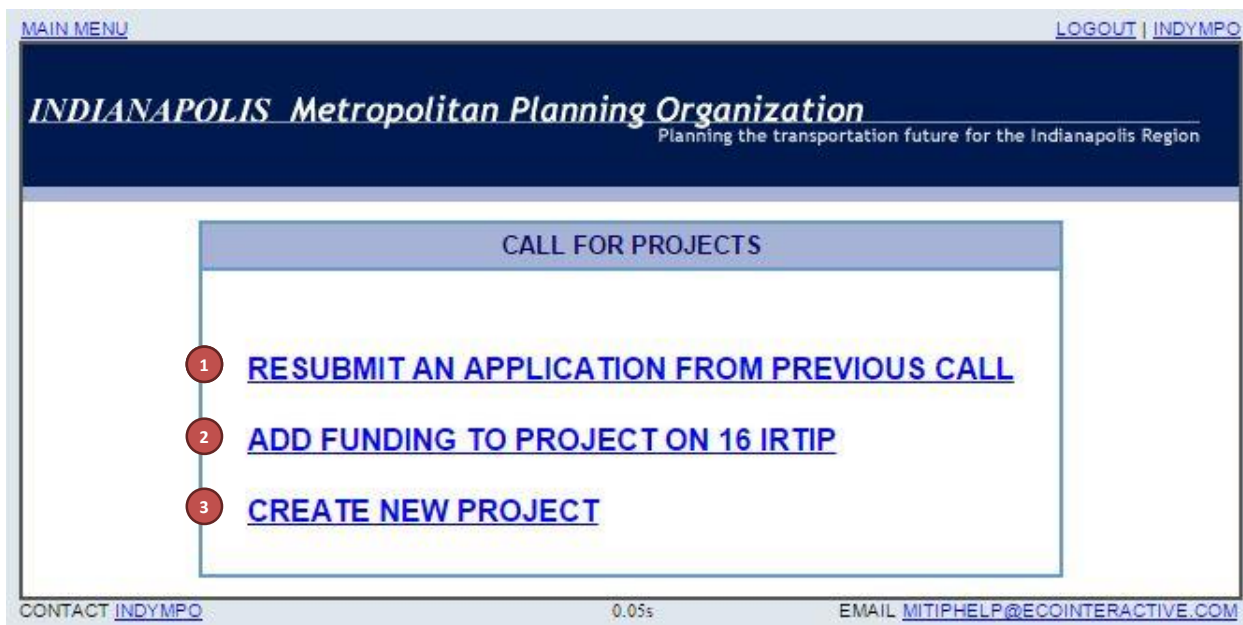 MAIN MENU LOGOUT | INDYMPO
INDIANAPOLIS Metropolitan Planning Organization
Planning the transportation future for the Indianapolis Region
CALL FOR PROJECTS
1 RESUBMIT AN APPLICATION FROM PREVIOUS CALL
2 ADD FUNDING TO PROJECT ON 16 IRTIP
3 CREATE NEW PROJECT
CONTACT INDYMPO 0.05s EMAIL MITIPHELP@ECOINTERACTIVE.COM